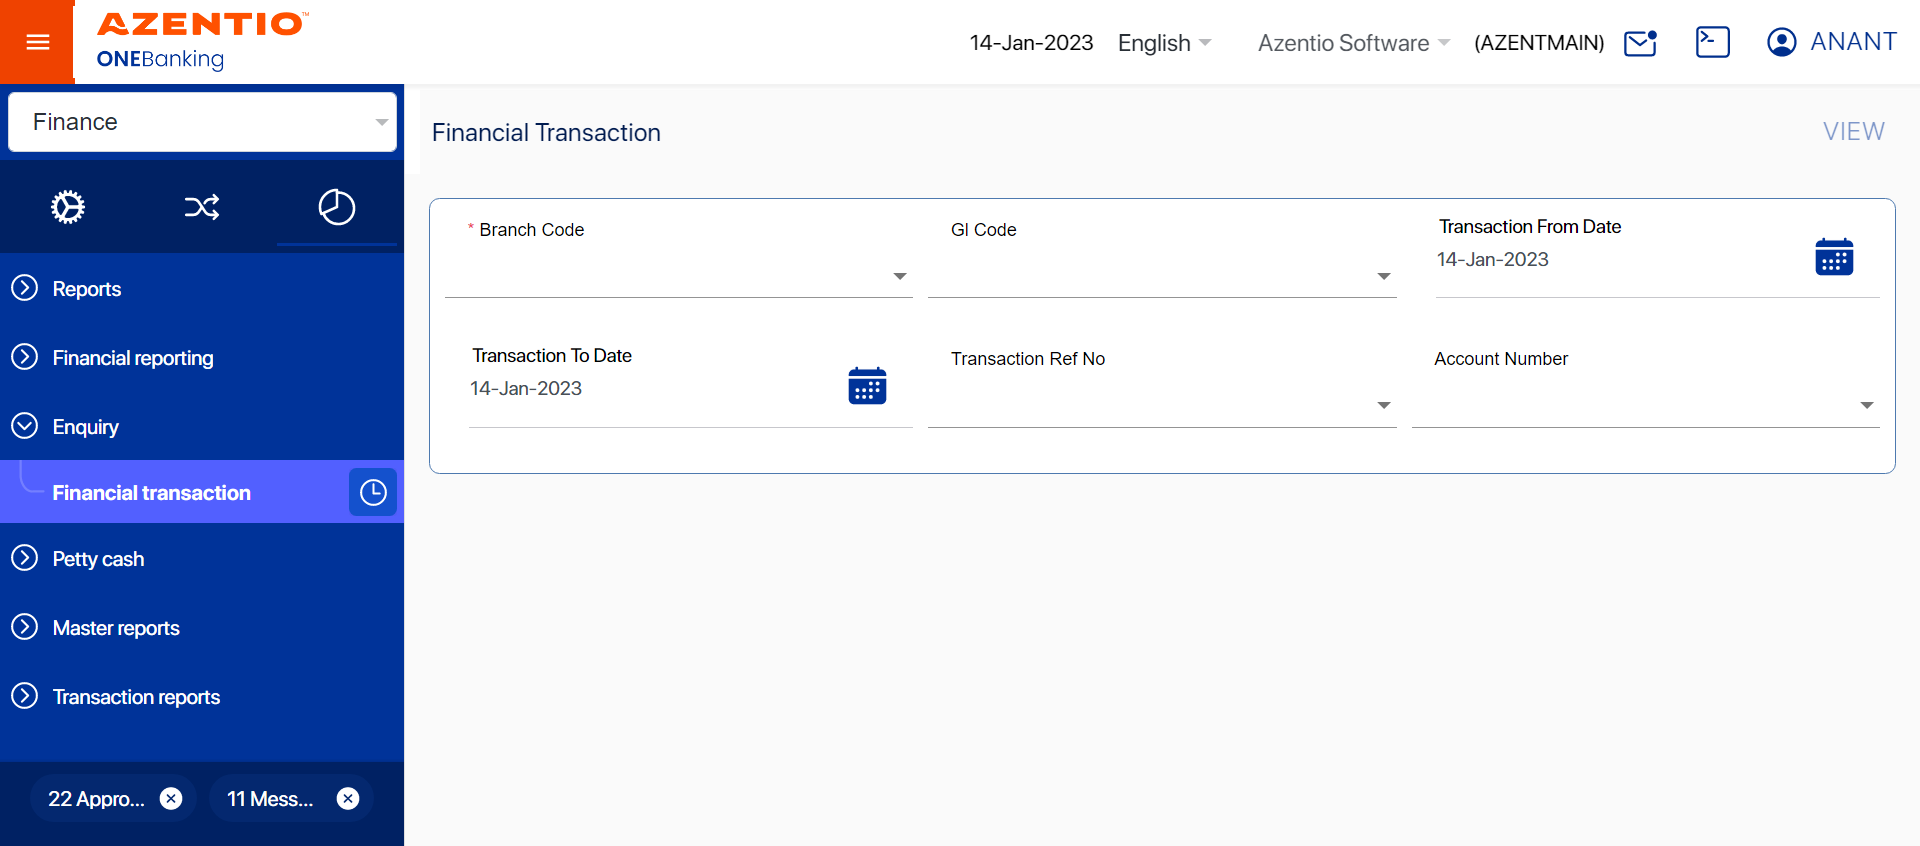 AZENTIO™
ONEBanking
14-Jan-2023 English Azentio Software (AZENTMAIN) ANANT
Finance
Reports
Financial reporting
Enquiry
Financial transaction
Petty cash
Master reports
Transaction reports
22 Appro...
11 Mess...
Financial Transaction
VIEW
* Branch Code
Gl Code
Transaction From Date
14-Jan-2023
Transaction To Date
14-Jan-2023
Transaction Ref No
Account Number